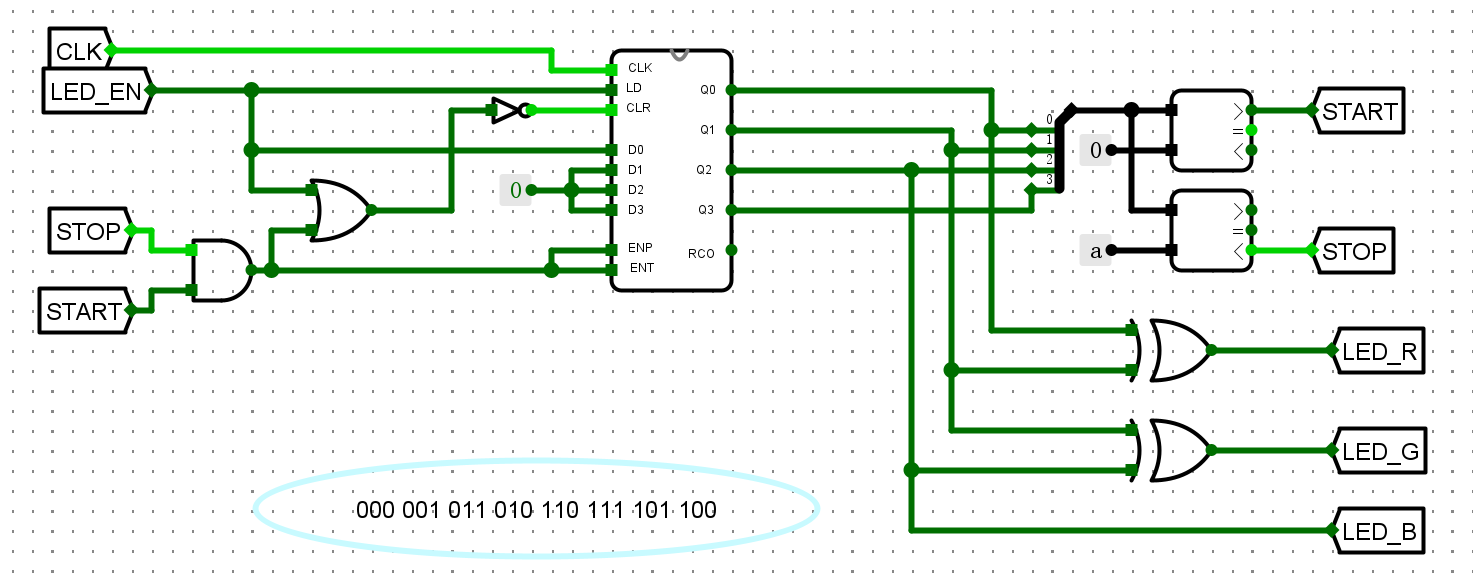 CLK
LED_EN
STOP
START
0
CLK
LD
CLR
D0
D1
D2
D3
ENP
ENT
Q0
Q1
Q2
Q3
RCO
0
1
2
3
0
a
>
=
<
>
=
<
START
STOP
LED_R
LED_G
LED_B
000 001 011 010 110 111 101 100